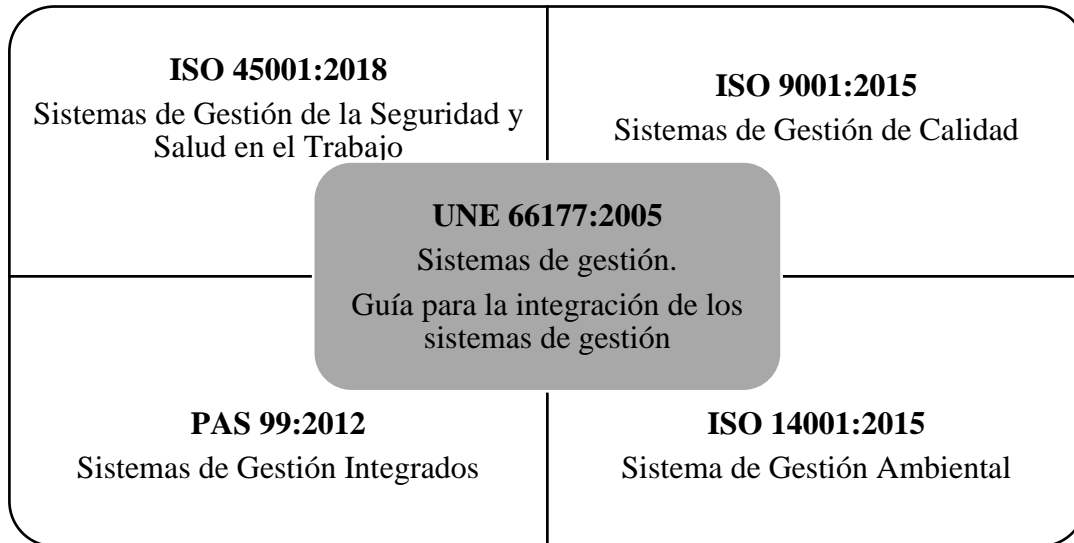 ISO 45001:2018
Sistemas de Gestión de la Seguridad y
Salud en el Trabajo
ISO 9001:2015
Sistemas de Gestión de Calidad
UNE 66177:2005
Sistemas de gestión.
Guía para la integración de los
sistemas de gestión
PAS 99:2012
Sistemas de Gestión Integrados
ISO 14001:2015
Sistema de Gestión Ambiental